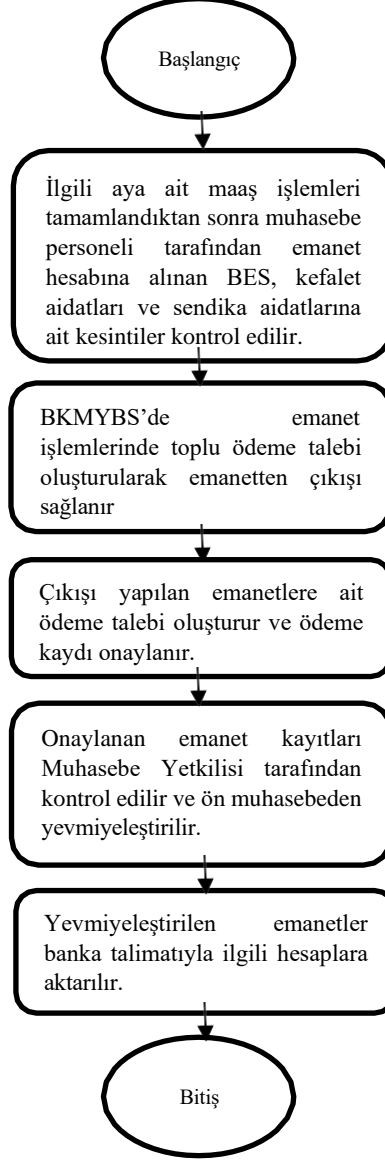 Başlangıç
İlgili aya ait maaş işlemleri
tamamlandıktan sonra muhasebe
personeli tarafından emanet
hesabına alınan BES, kefalet
aidatları ve sendika aidatlarına
ait kesintiler kontrol edilir.
BKMYBS’de emanet
işlemlerinde toplu ödeme talebi
oluşturularak emanetten çıkışı
sağlanır
Çıkışı yapılan emanetlere ait
ödeme talebi oluşturur ve ödeme
kaydı onaylanır.
Onaylanan emanet kayıtları
Muhasebe Yetkilisi tarafından
kontrol edilir ve ön muhasebeden
yevmiyeleştirilir.
Yevmiyeleştirilen emanetler
banka talimatıyla ilgili hesaplara
aktarılır.
Bitiş